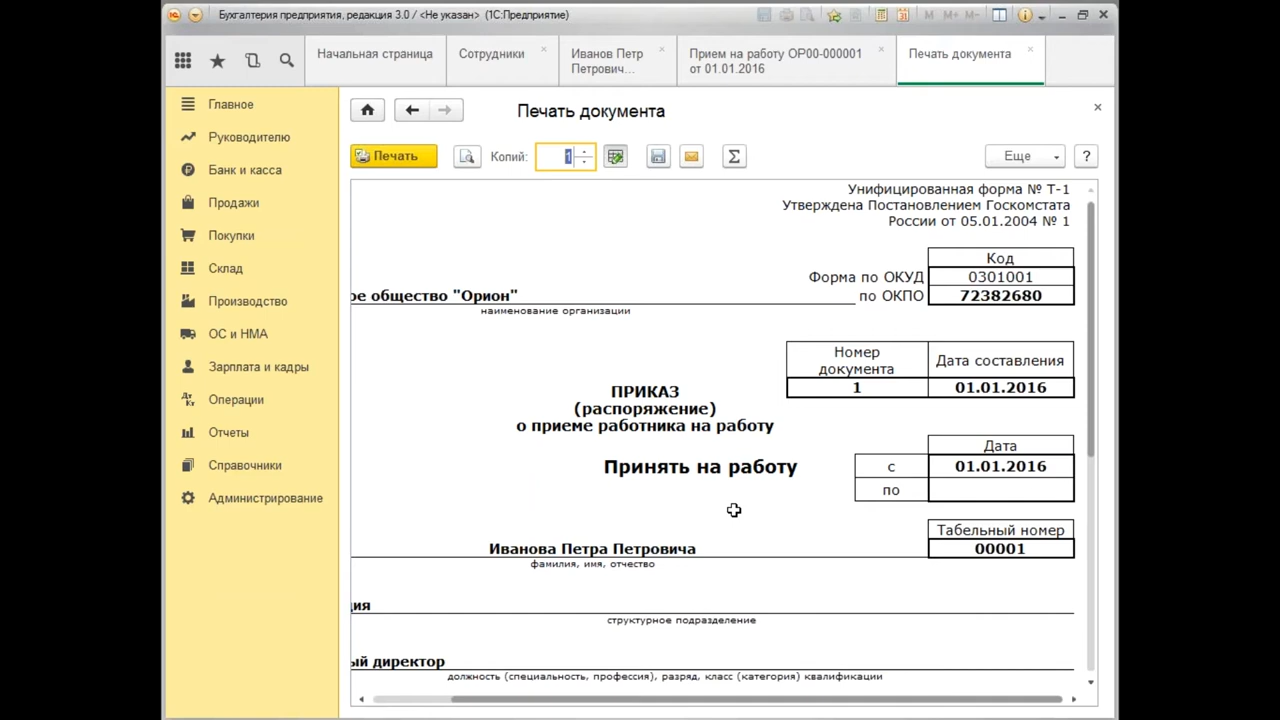 Бухгалтерия предприятия, редакция 3.0 / <Не указан> (1С:Предприятие)
M M+ M-
Начальная страница
Сотрудники
Иванов Петр
Петрович...
Прием на работу ОР00-000001
от 01.01.2016
Печать документа
Главное
Руководителю
Банк и касса
Продажи
Покупки
Склад
Производство
ОС и НМА
Зарплата и кадры
Операции
Отчеты
Справочники
Администрирование
Печать документа
Печать
Копий:
1
Σ
Еще
?
Унифицированная форма № Т-1
Утверждена Постановлением Госкомстата
России от 05.01.2004 № 1
Код
Форма по ОКУД
0301001
ое общество "Орион"
по ОКПО
72382680
наименование организации
Номер
документа
Дата составления
1
01.01.2016
ПРИКАЗ
(распоряжение)
о приеме работника на работу
Дата
Принять на работу
с
01.01.2016
по
Табельный номер
Иванова Петра Петровича
00001
фамилия, имя, отчество
ция
структурное подразделение
ый директор
должность (специальность, профессия), разряд, класс (категория) квалификации